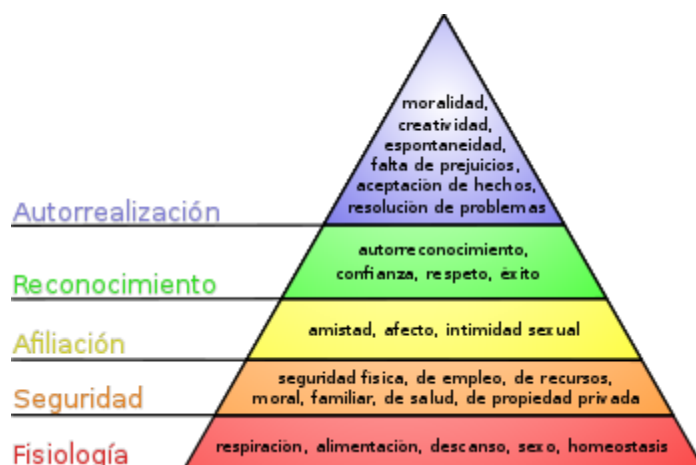 moralidad,
creatividad,
espontaneidad,
falta de prejuicios,
aceptación de hechos,
resolución de problemas
Autorrealización
autorreconocimiento,
confianza, respeto, éxito
Reconocimiento
amistad, afecto, intimidad sexual
Afiliación
seguridad física, de empleo, de recursos,
moral, familiar, de salud, de propiedad privada
Seguridad
respiración, alimentación, descanso, sexo, homeostasis
Fisiología